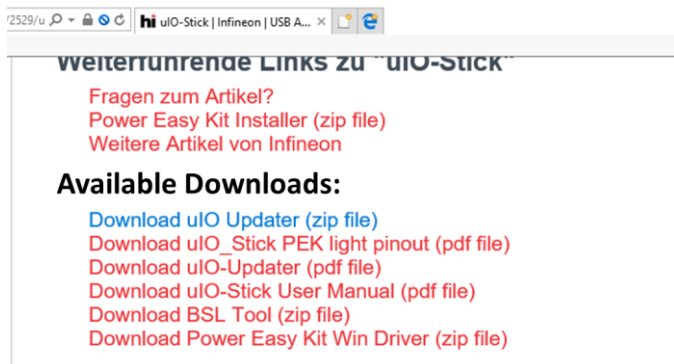 2529/u
hi uIO-Stick | Infineon | USB A...
Weiterführende Links zu "uIO-Stick"
Fragen zum Artikel?
Power Easy Kit Installer (zip file)
Weitere Artikel von Infineon
Available Downloads:
Download uIO Updater (zip file)
Download uIO_Stick PEK light pinout (pdf file)
Download uIO-Updater (pdf file)
Download uIO-Stick User Manual (pdf file)
Download BSL Tool (zip file)
Download Power Easy Kit Win Driver (zip file)